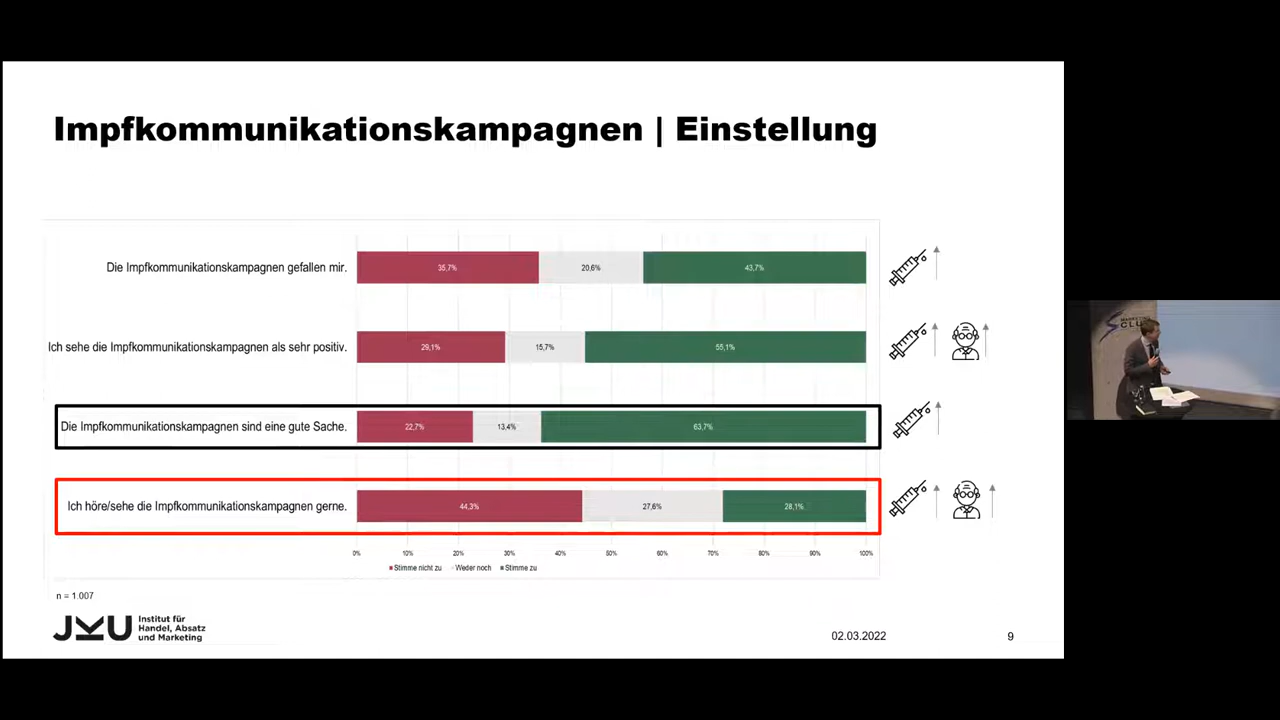 Impfkommunikationskampagnen | Einstellung
Die Impfkommunikationskampagnen gefallen mir.
35,7%
20,6%
43,7%
Ich sehe die Impfkommunikationskampagnen als sehr positiv.
29,1%
15,7%
55,1%
Die Impfkommunikationskampagnen sind eine gute Sache.
22,7%
13,4%
63,7%
Ich höre/sehe die Impfkommunikationskampagnen gerne.
44,3%
27,6%
28,1%
0% 10% 20% 30% 40% 50% 60% 70% 80% 90% 100%
Stimme nicht zu Weder noch Stimme zu
n = 1.007
JKU
Institut für
Handel, Absatz
und Marketing
02.03.2022
9
MARKETING
CLUB